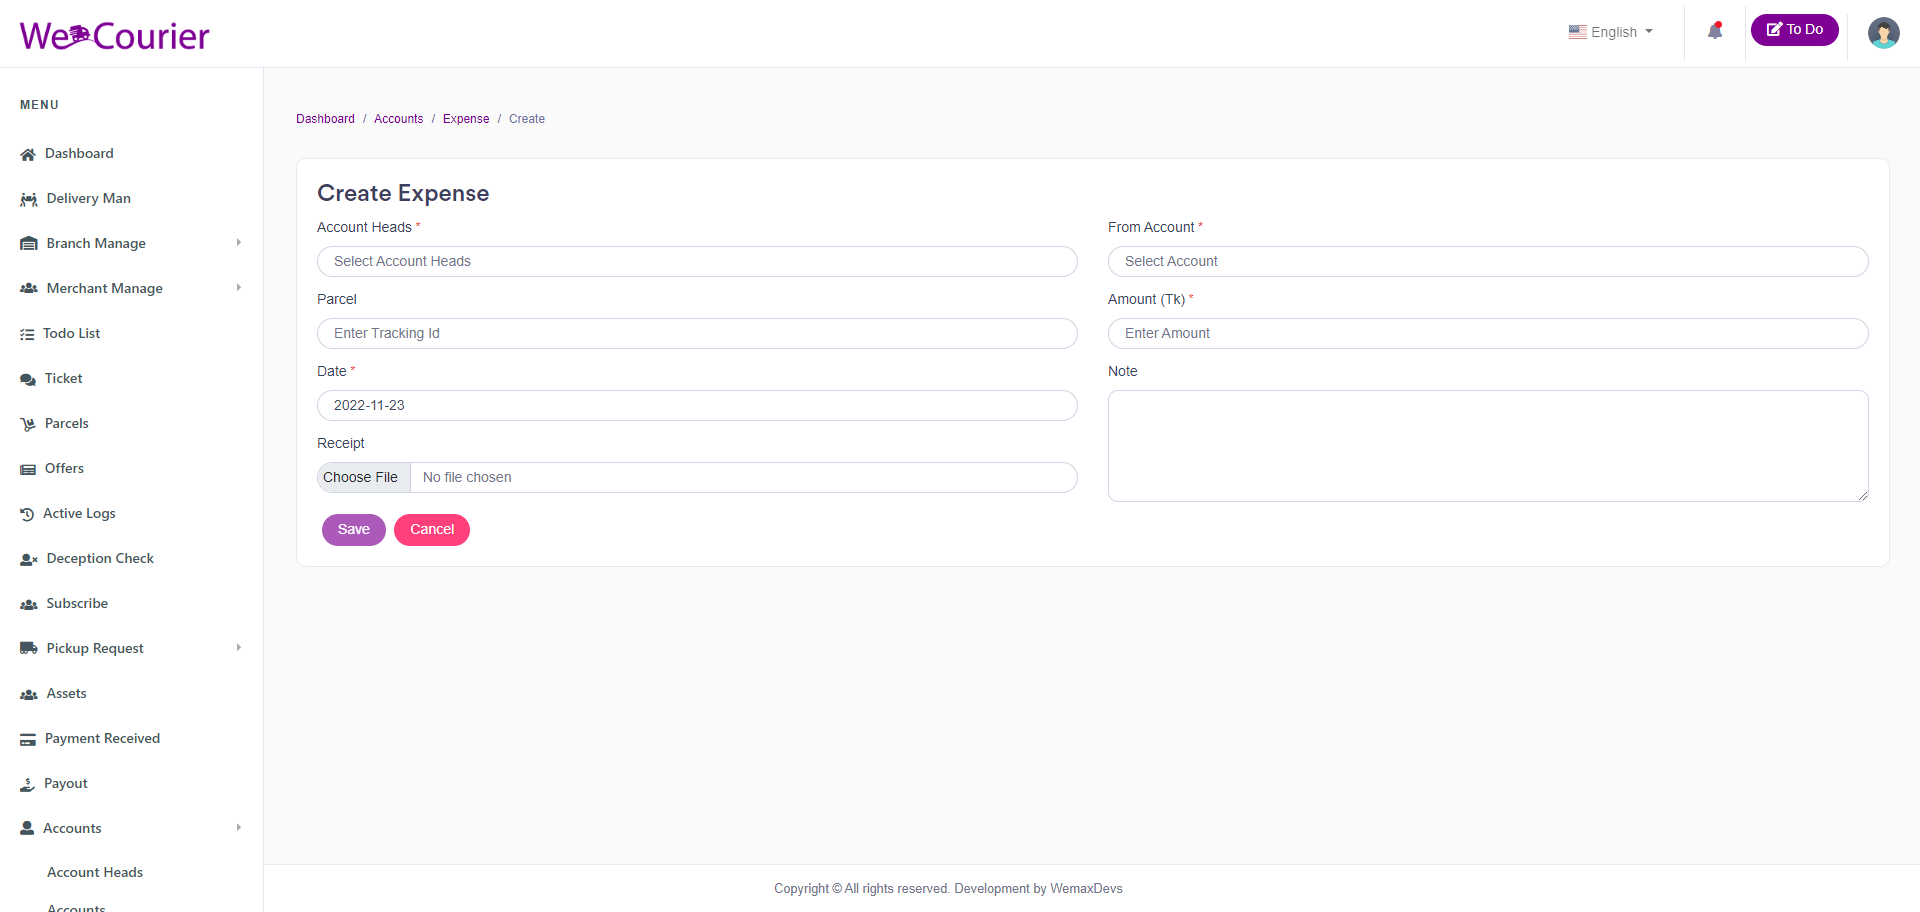 We Courier
English
To Do
MENU
Dashboard
Delivery Man
Branch Manage
Merchant Manage
Todo List
Ticket
Parcels
Offers
Active Logs
Deception Check
Subscribe
Pickup Request
Assets
Payment Received
Payout
Accounts
Account Heads
Accounts
Dashboard / Accounts / Expense / Create
Create Expense
Account Heads *
Select Account Heads
From Account *
Select Account
Parcel
Enter Tracking Id
Amount (Tk) *
Enter Amount
Date *
2022-11-23
Note
Receipt
Choose File No file chosen
Save Cancel
Copyright © All rights reserved. Development by WemaxDevs